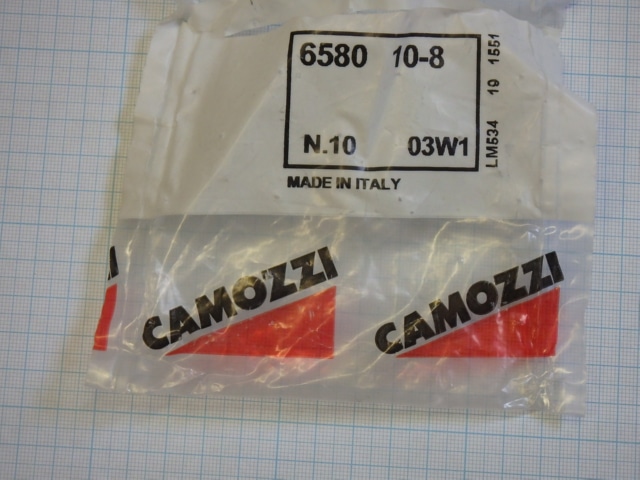 6580 10-8
N.10 03W1
LM534 19 1551
MADE IN ITALY
CAMOZZI
CAMOZZI